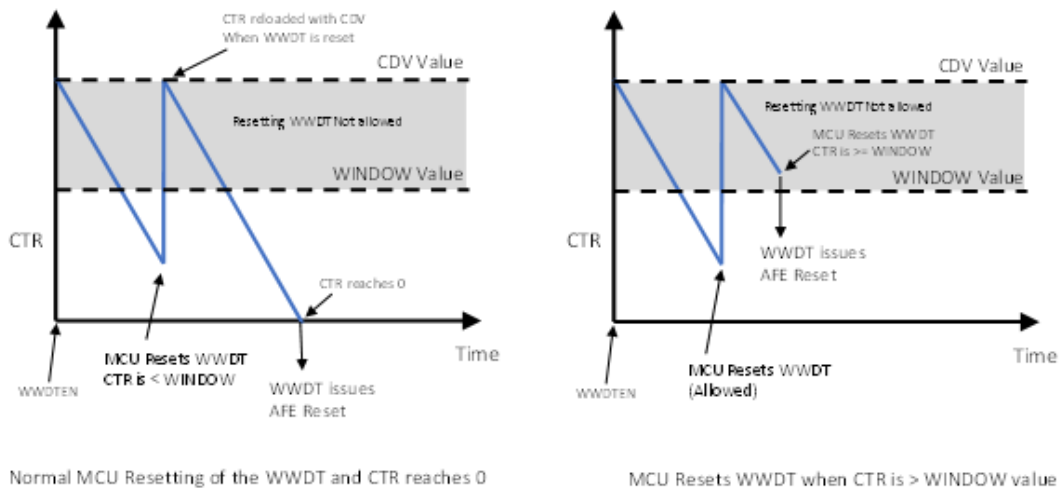 CTR reloaded with CDV
When WWDT is reset
CDV Value
Resetting WWDT Not allowed
WINDOW Value
CTR
CTR reaches 0
Time
MCU Resets WWDT
CTR is < WINDOW
WWDTEN
WWDT issues
AFE Reset
Normal MCU Resetting of the WWDT and CTR reaches 0
CDV Value
Resetting WWDT Not allowed
MCU Resets WWDT
CTR is >= WINDOW
WINDOW Value
CTR
WWDT issues
AFE Reset
Time
MCU Resets WWDT
(Allowed)
WWDTEN
MCU Resets WWDT when CTR is > WINDOW value